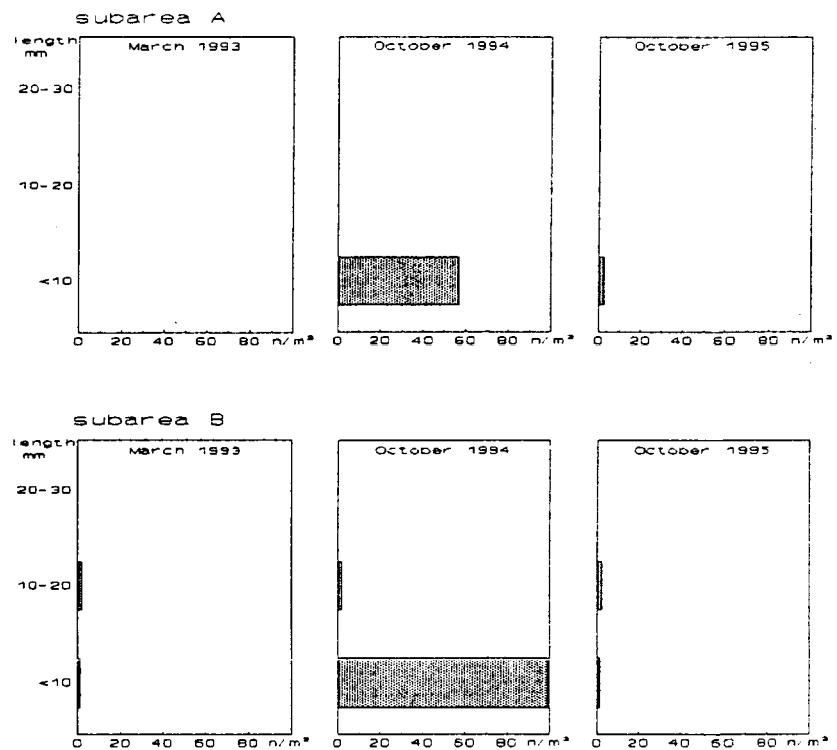 subarea A
length
mm
March 1993
October 1994
October 1995
20-30
10-20
<10
0 20 40 60 80 n/m²
0 20 40 60 80 n/m²
0 20 40 60 80 n/m²
subarea B
length
mm
March 1993
October 1994
October 1995
20-30
10-20
<10
0 20 40 60 80 n/m²
0 20 40 60 80 n/m²
0 20 40 60 80 n/m²